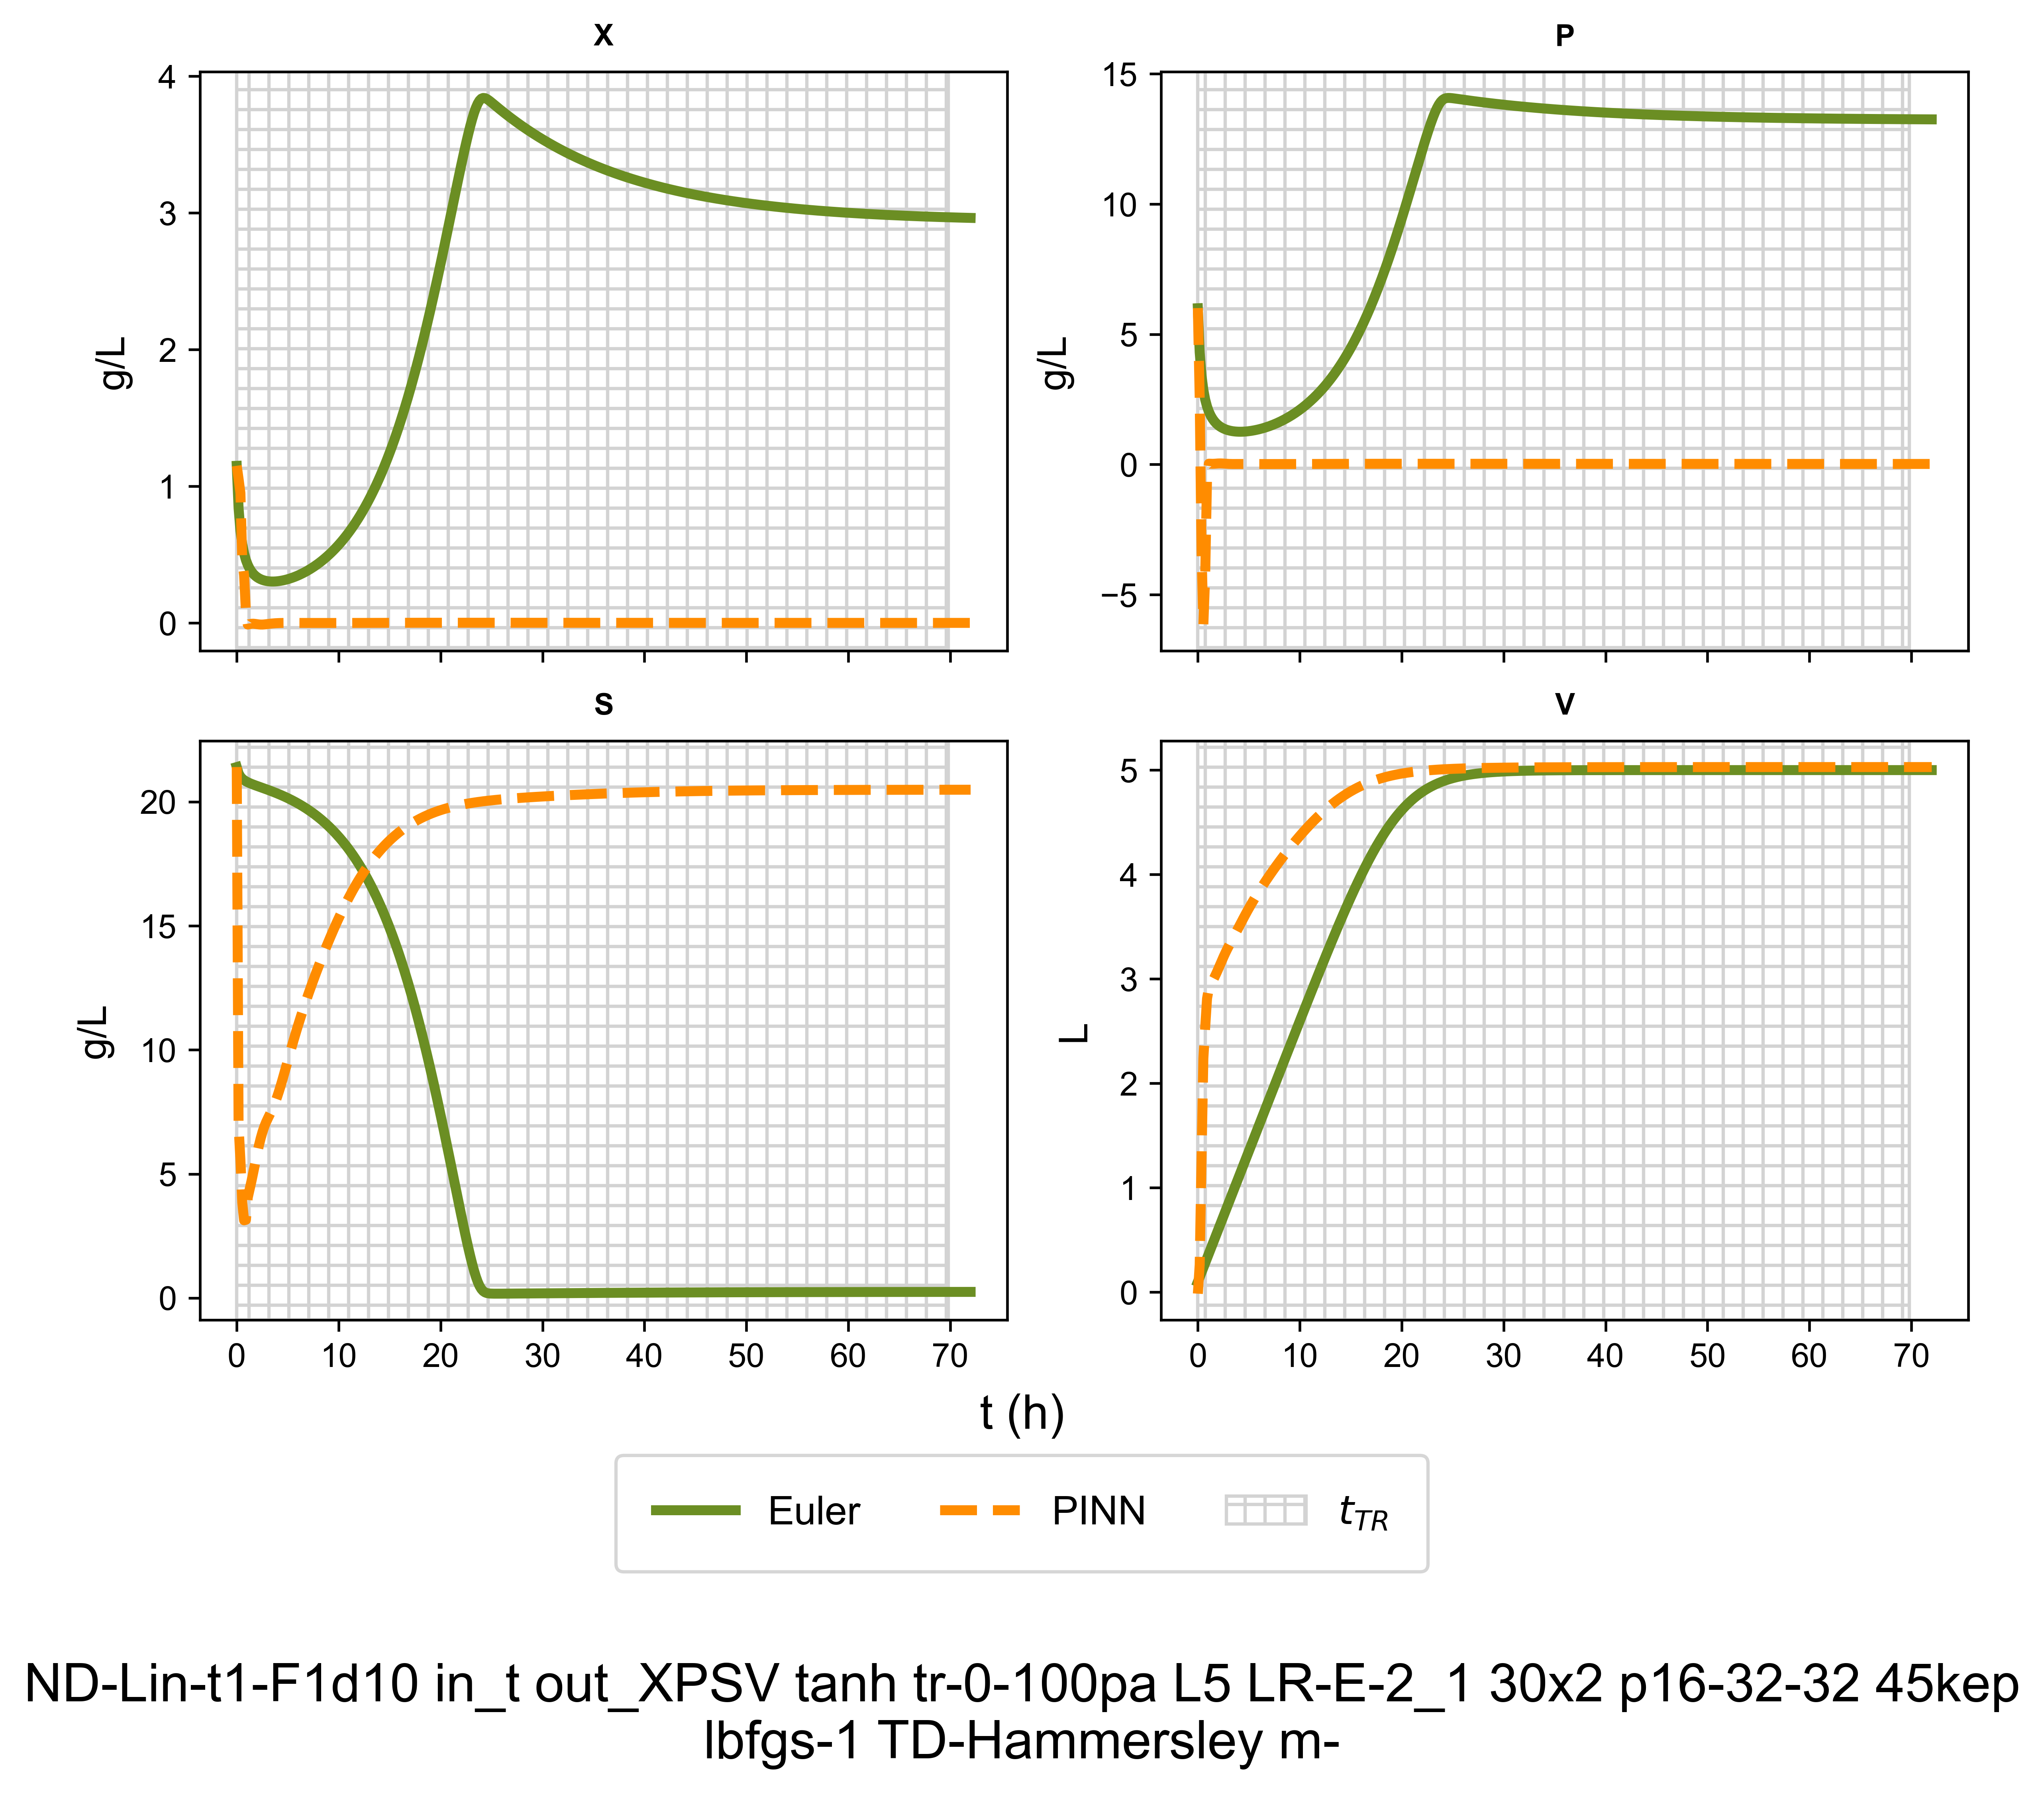 X
P
4
3
2
1
0
g/L
15
10
5
0
−5
g/L
S
V
20
15
10
5
0
g/L
0 10 20 30 40 50 60 70
5
4
3
2
1
0
L
0 10 20 30 40 50 60 70
t (h)
Euler PINN t_TR
ND-Lin-t1-F1d10 in_t out_XPSV tanh tr-0-100pa L5 LR-E-2_1 30x2 p16-32-32 45kep
lbfgs-1 TD-Hammersley m-